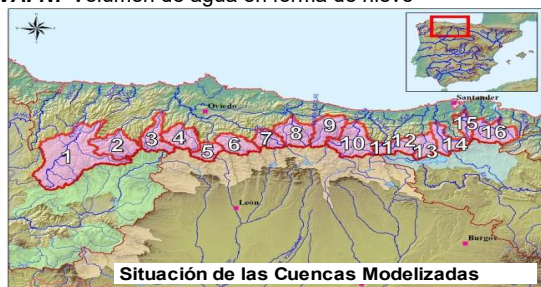 VAFN. Volumen de agua en forma de nieve
Santander
Oviedo
1
2
3
4
5
6
7
8
9
10
11
12
13
14
15
16
León
Burgos
Situación de las Cuencas Modelizadas